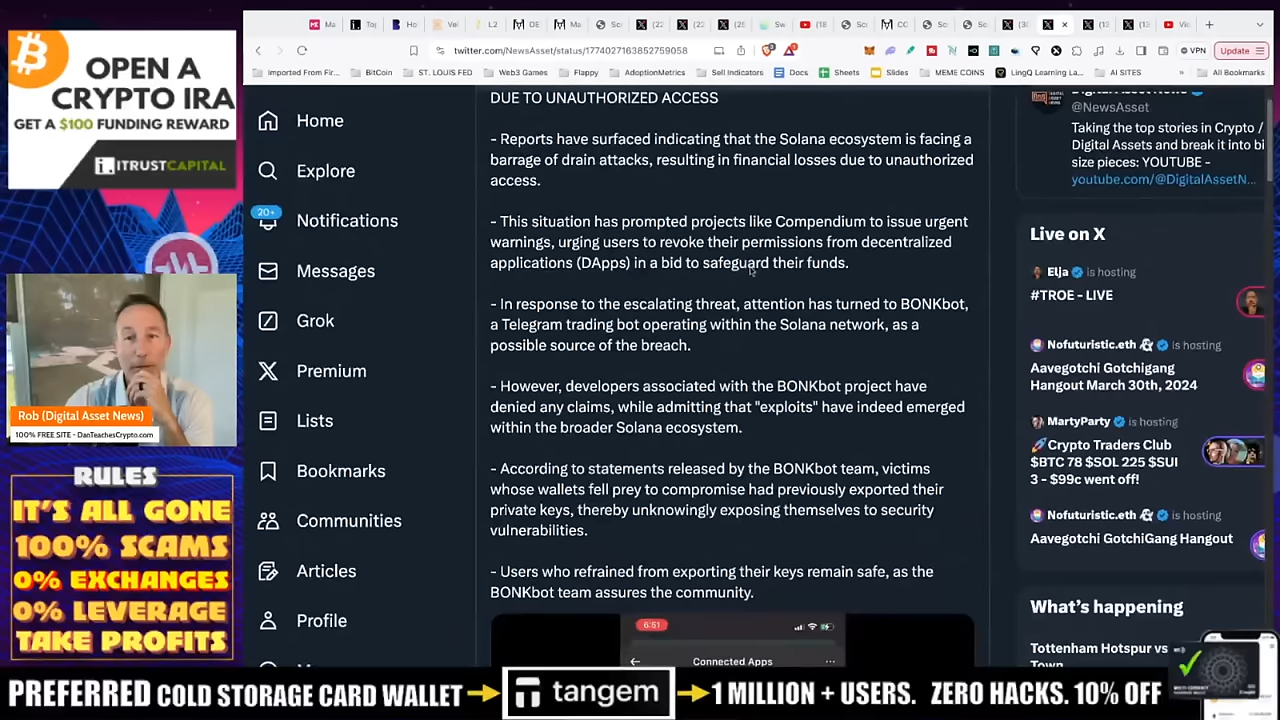 OPEN A
CRYPTO IRA
GET A $100 FUNDING REWARD
ITRUSTCAPITAL
Rob (Digital Asset News)
100% FREE SITE - DanTeachesCrypto.com
RULES
IT'S ALL GONE
100% SCAMS
0% EXCHANGES
0% LEVERAGE
TAKE PROFITS
twitter.com/NewsAsset/status/1774027163852759058
VPN
Update
Imported From Fir...
BitCoin
ST. LOUIS FED
Web3 Games
Flappy
AdoptionMetrics
Sell Indicators
Docs
Sheets
Slides
MEME COINS
LingQ Learning La...
AI SITES
»
All Bookmarks
Home
Explore
20+
Notifications
Messages
Grok
Premium
Lists
Bookmarks
Communities
Articles
Profile
DUE TO UNAUTHORIZED ACCESS
- Reports have surfaced indicating that the Solana ecosystem is facing a
barrage of drain attacks, resulting in financial losses due to unauthorized
access.
- This situation has prompted projects like Compendium to issue urgent
warnings, urging users to revoke their permissions from decentralized
applications (DApps) in a bid to safeguard their funds.
- In response to the escalating threat, attention has turned to BONKbot,
a Telegram trading bot operating within the Solana network, as a
possible source of the breach.
- However, developers associated with the BONKbot project have
denied any claims, while admitting that "exploits" have indeed emerged
within the broader Solana ecosystem.
- According to statements released by the BONKbot team, victims
whose wallets fell prey to compromise had previously exported their
private keys, thereby unknowingly exposing themselves to security
vulnerabilities.
- Users who refrained from exporting their keys remain safe, as the
BONKbot team assures the community.
6:51
Connected Apps
Digital Asset News
@NewsAsset
Taking the top stories in Crypto /
Digital Assets and break it into bi
size pieces: YOUTUBE -
youtube.com/@DigitalAssetN...
Live on X
Elja is hosting
#TROE - LIVE
Nofuturistic.eth is hosting
Aavegotchi Gotchigang
Hangout March 30th, 2024
MartyParty is hosting
🚀Crypto Traders Club
$BTC 78 $SOL 225 $SUI
3 - $99c went off!
Nofuturistic.eth is hosting
Aavegotchi GotchiGang Hangout
What's happening
Tottenham Hotspur vs
Town
PREFERRED COLD STORAGE CARD WALLET
tangem
1 MILLION + USERS. ZERO HACKS. 10% OFF